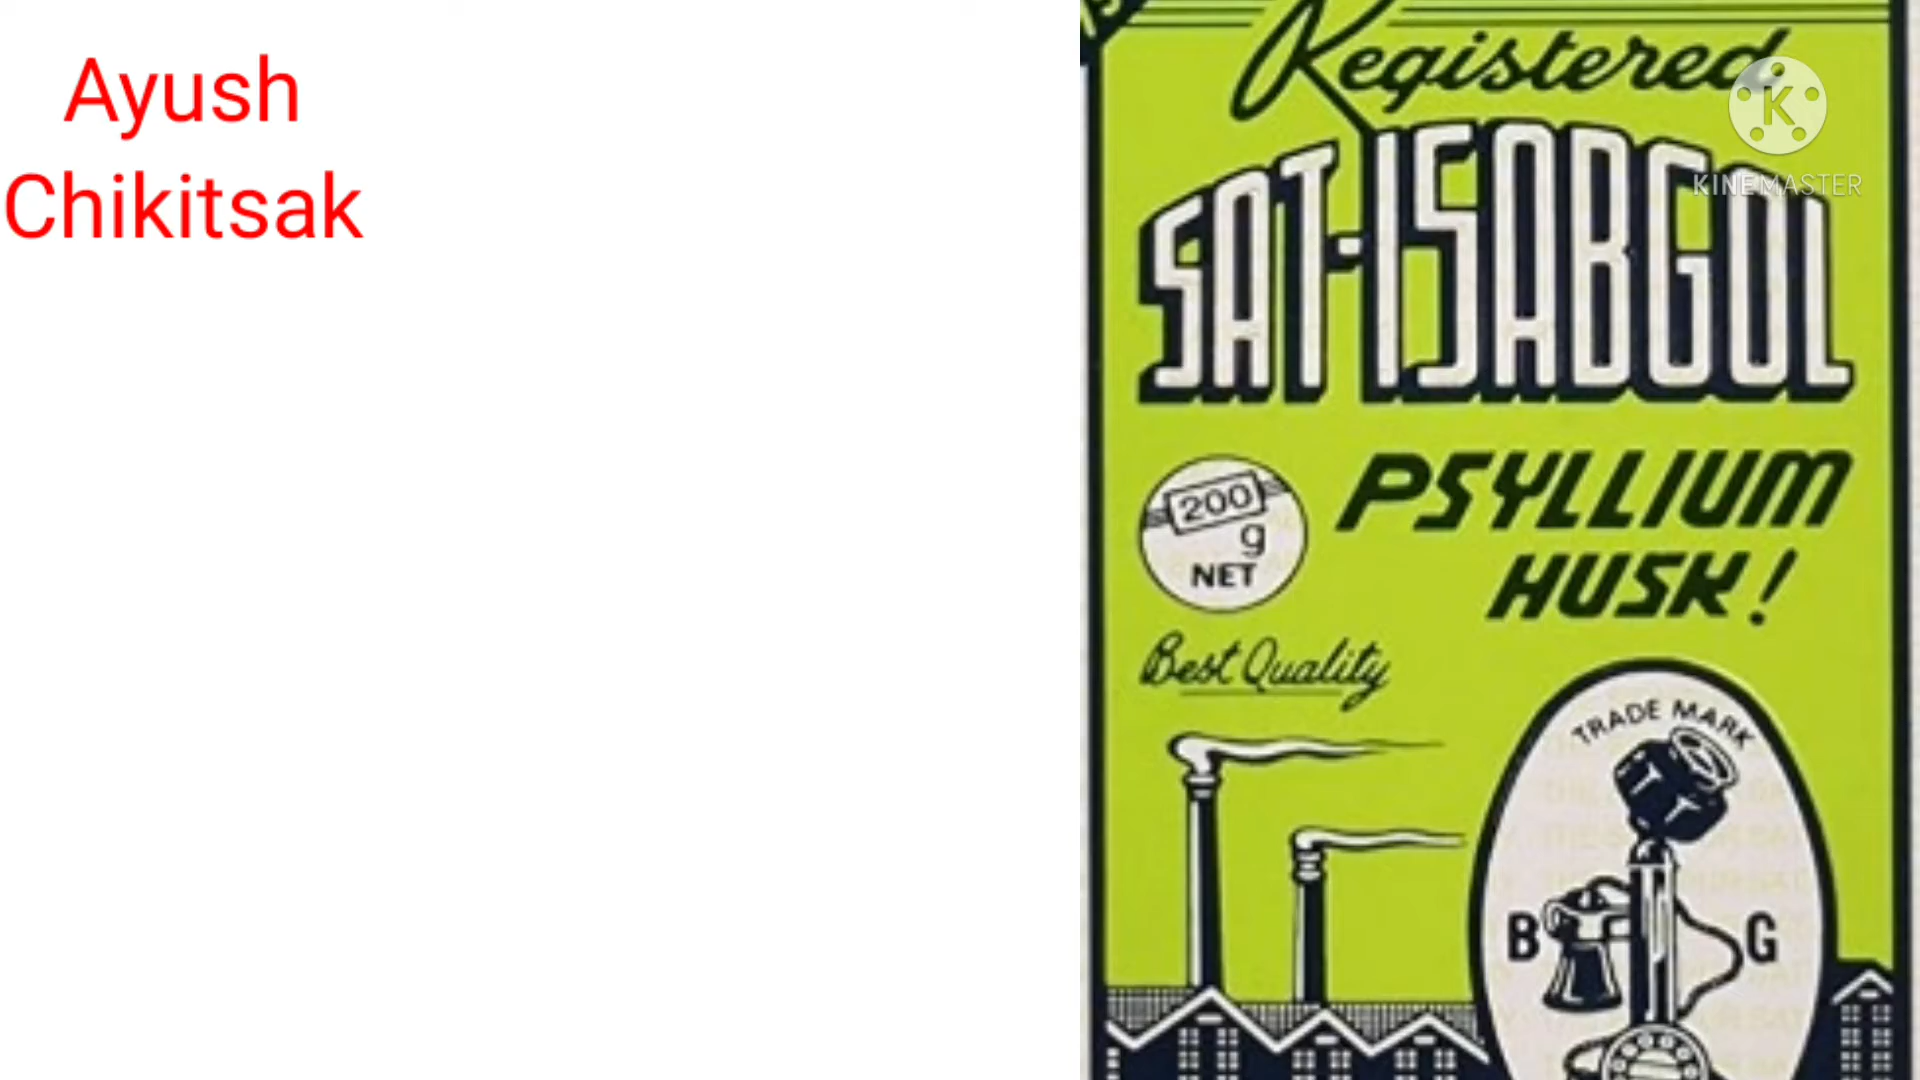 Ayush
Chikitsak
Registered
SAT-ISABGOL
PSYLLIUM
HUSK!
200
g
NET
Best Quality
TRADE MARK
B G
K
KINEMASTER